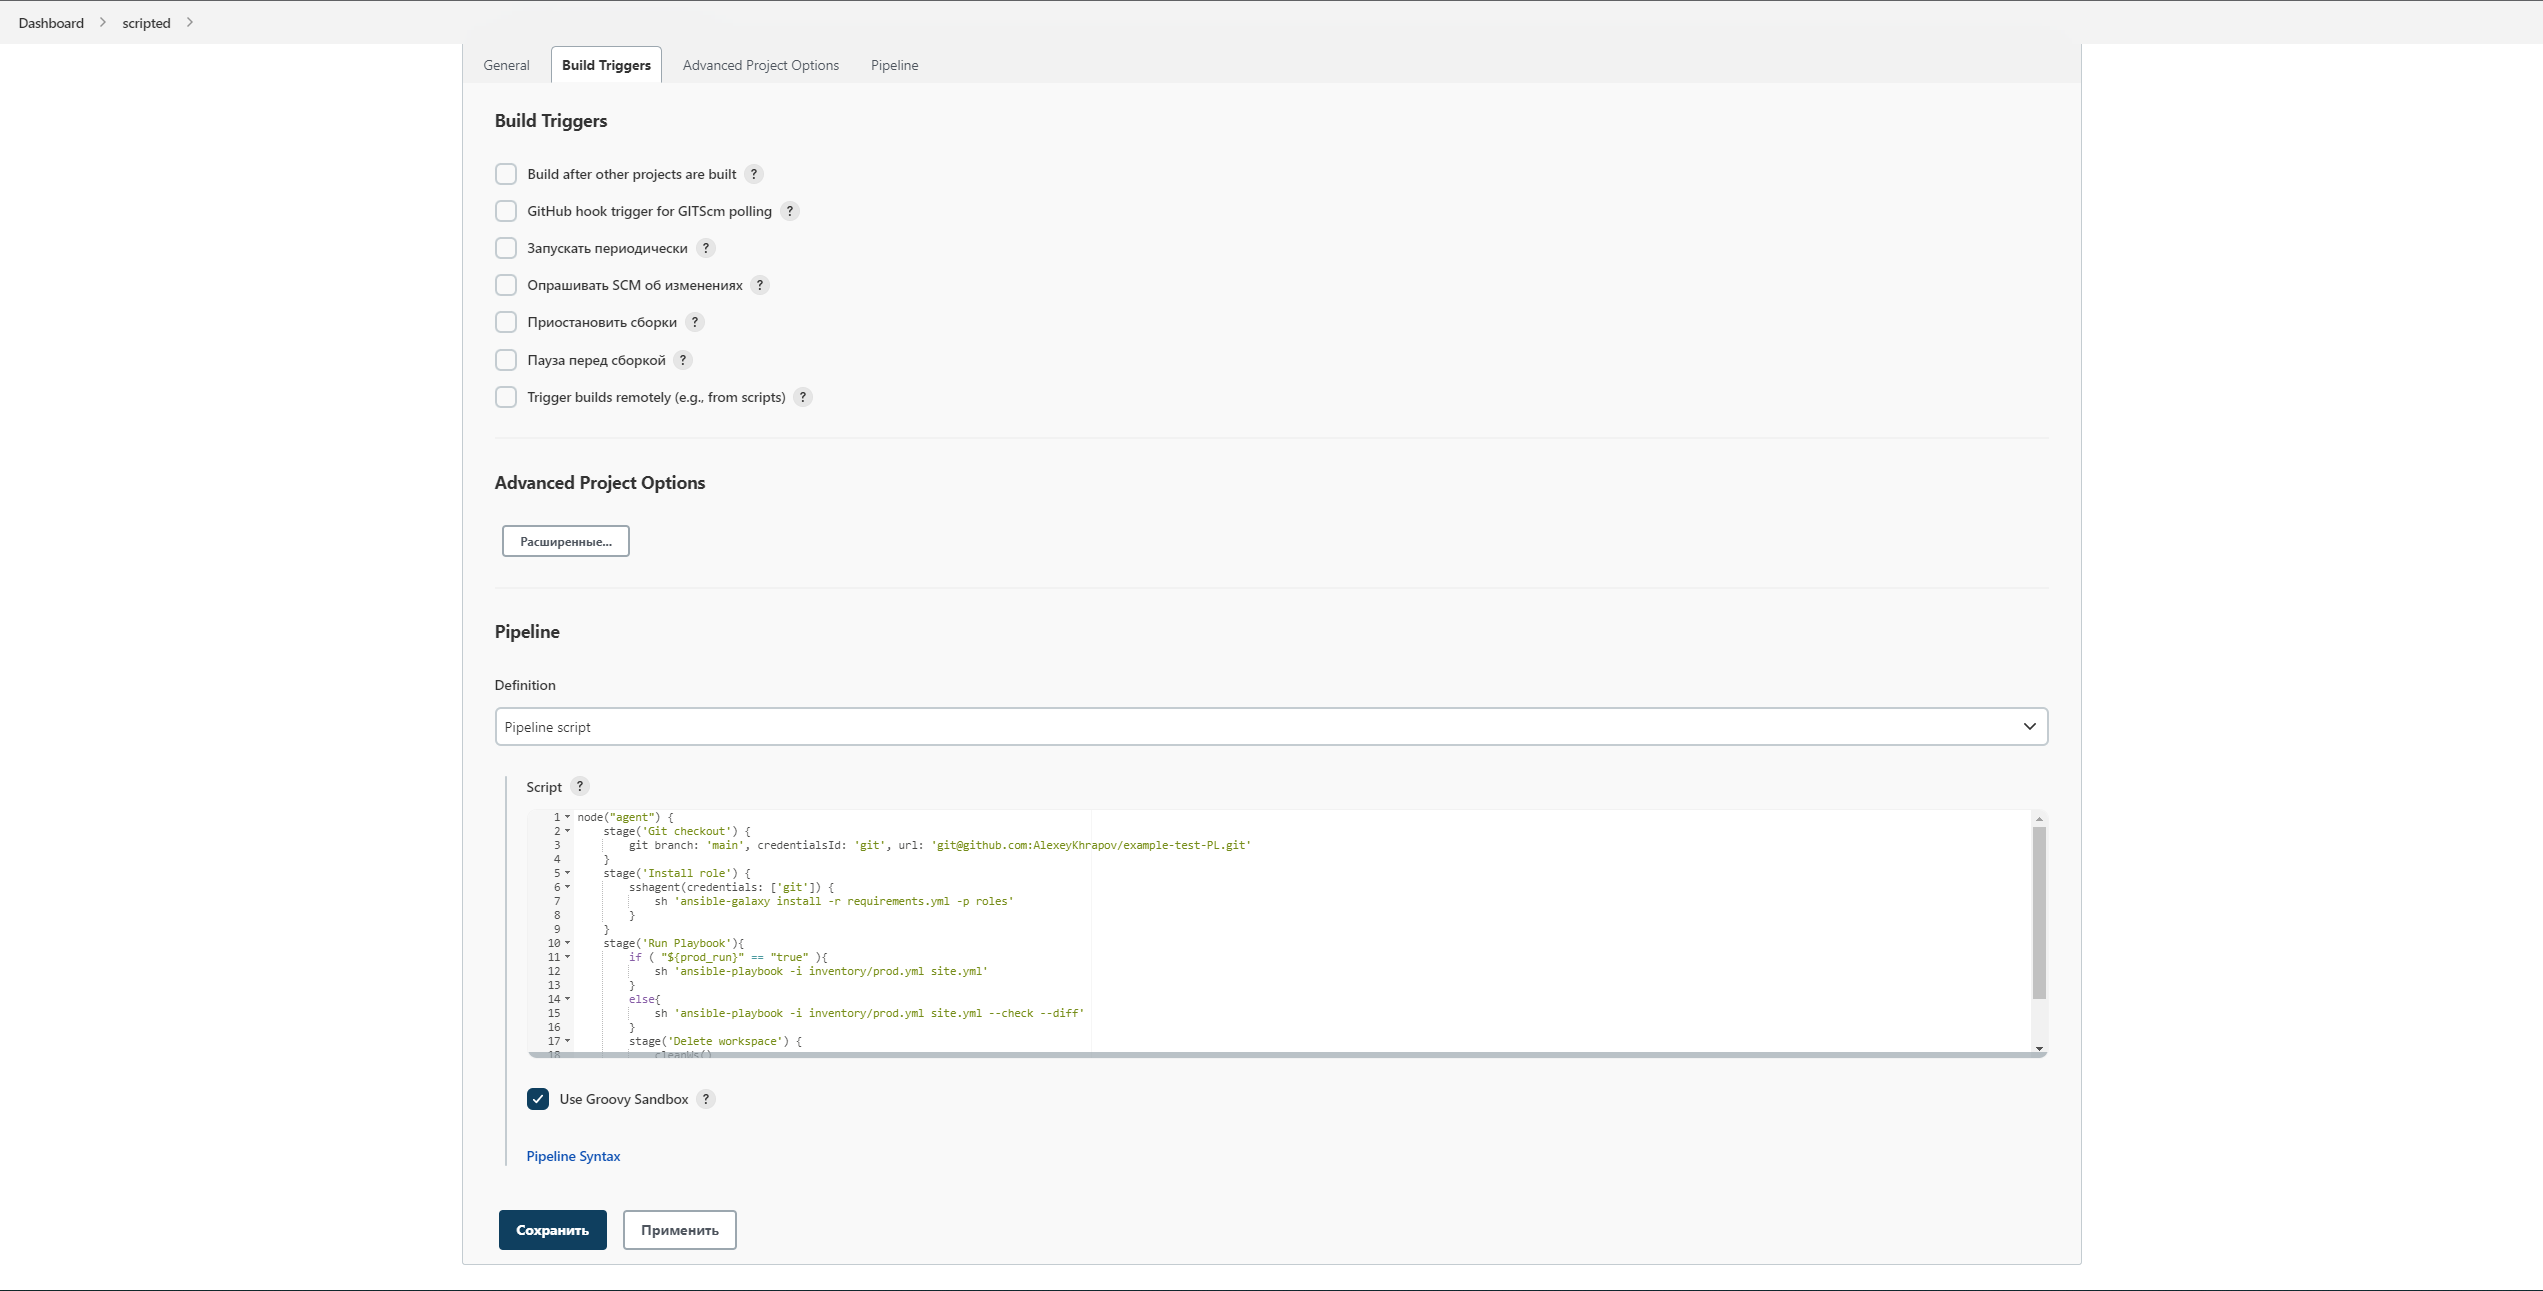 Dashboard > scripted >
General Build Triggers Advanced Project Options Pipeline
Build Triggers
Build after other projects are built ?
GitHub hook trigger for GITScm polling ?
Запускать периодически ?
Опрашивать SCM об изменениях ?
Приостановить сборки ?
Пауза перед сборкой ?
Trigger builds remotely (e.g., from scripts) ?
Advanced Project Options
Расширенные...
Pipeline
Definition
Pipeline script
Script ?
1 node("agent") {
2 stage('Git checkout') {
3 git branch: 'main', credentialsId: 'git', url: 'git@github.com:AlexeyKhrapov/example-test-PL.git'
4 }
5 stage('Install role') {
6 sshagent(credentials: ['git']) {
7 sh 'ansible-galaxy install -r requirements.yml -p roles'
8 }
9 }
10 stage('Run Playbook'){
11 if ( "${prod_run}" == "true" ){
12 sh 'ansible-playbook -i inventory/prod.yml site.yml'
13 }
14 else{
15 sh 'ansible-playbook -i inventory/prod.yml site.yml --check --diff'
16 }
17 stage('Delete workspace') {
18 cleanWs()
Use Groovy Sandbox ?
Pipeline Syntax
Сохранить Применить